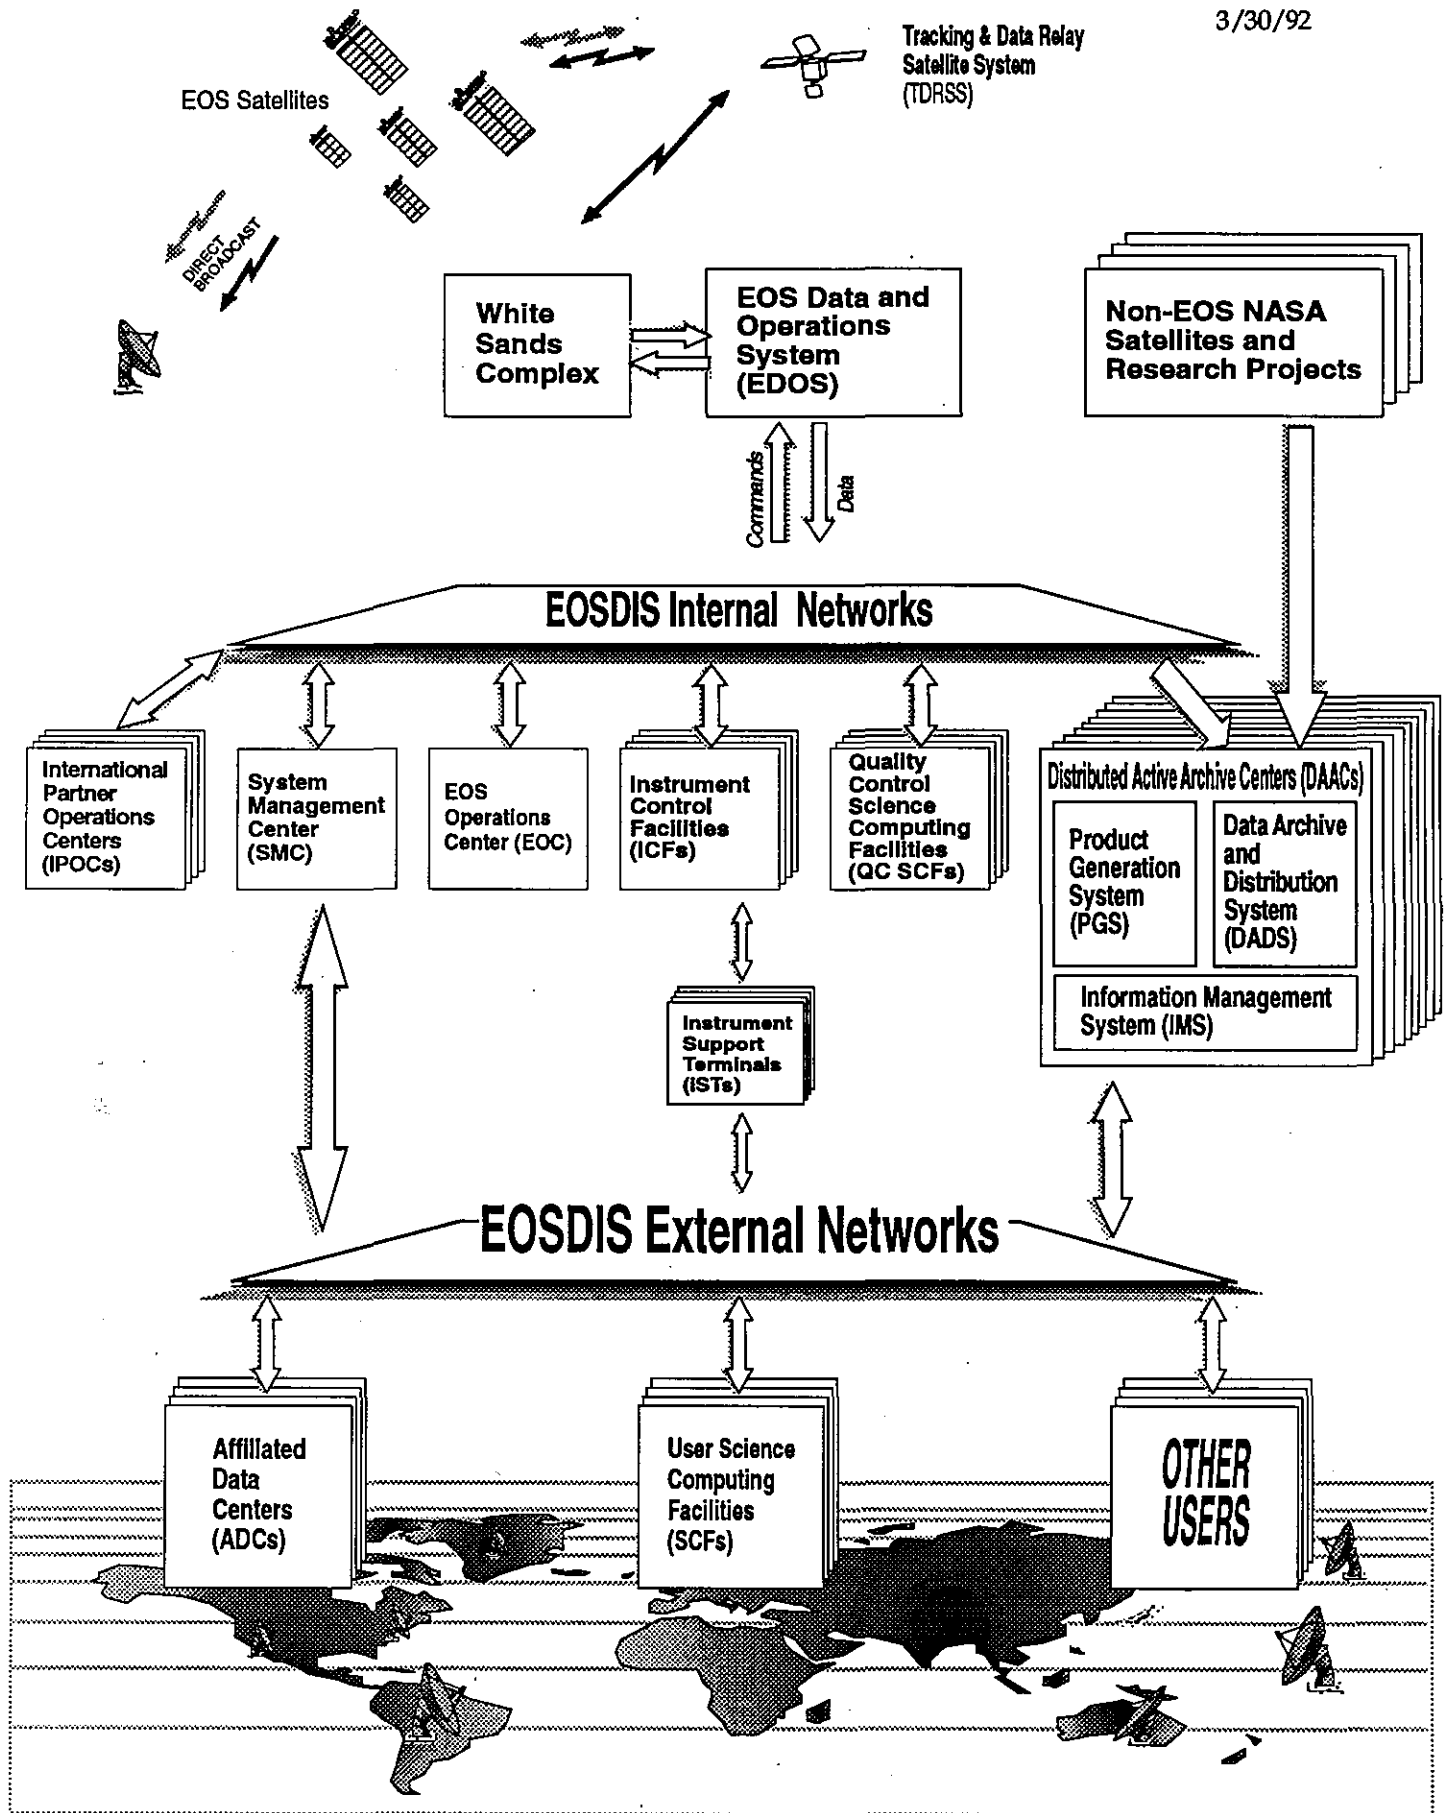 3/30/92
Tracking & Data Relay
Satellite System
(TDRSS)
EOS Satellites
DIRECT
BROADCAST
White
Sands
Complex
EOS Data and
Operations
System
(EDOS)
Non-EOS NASA
Satellites and
Research Projects
Commands
Data
EOSDIS Internal Networks
International
Partner
Operations
Centers
(IPOCs)
System
Management
Center
(SMC)
EOS
Operations
Center (EOC)
Instrument
Control
Facilities
(ICFs)
Quality
Control
Science
Computing
Facilities
(QC SCFs)
Distributed Active Archive Centers (DAACs)
Product
Generation
System
(PGS)
Data Archive
and
Distribution
System
(DADS)
Information Management
System (IMS)
Instrument
Support
Terminals
(ISTs)
EOSDIS External Networks
Affiliated
Data
Centers
(ADCs)
User Science
Computing
Facilities
(SCFs)
OTHER
USERS